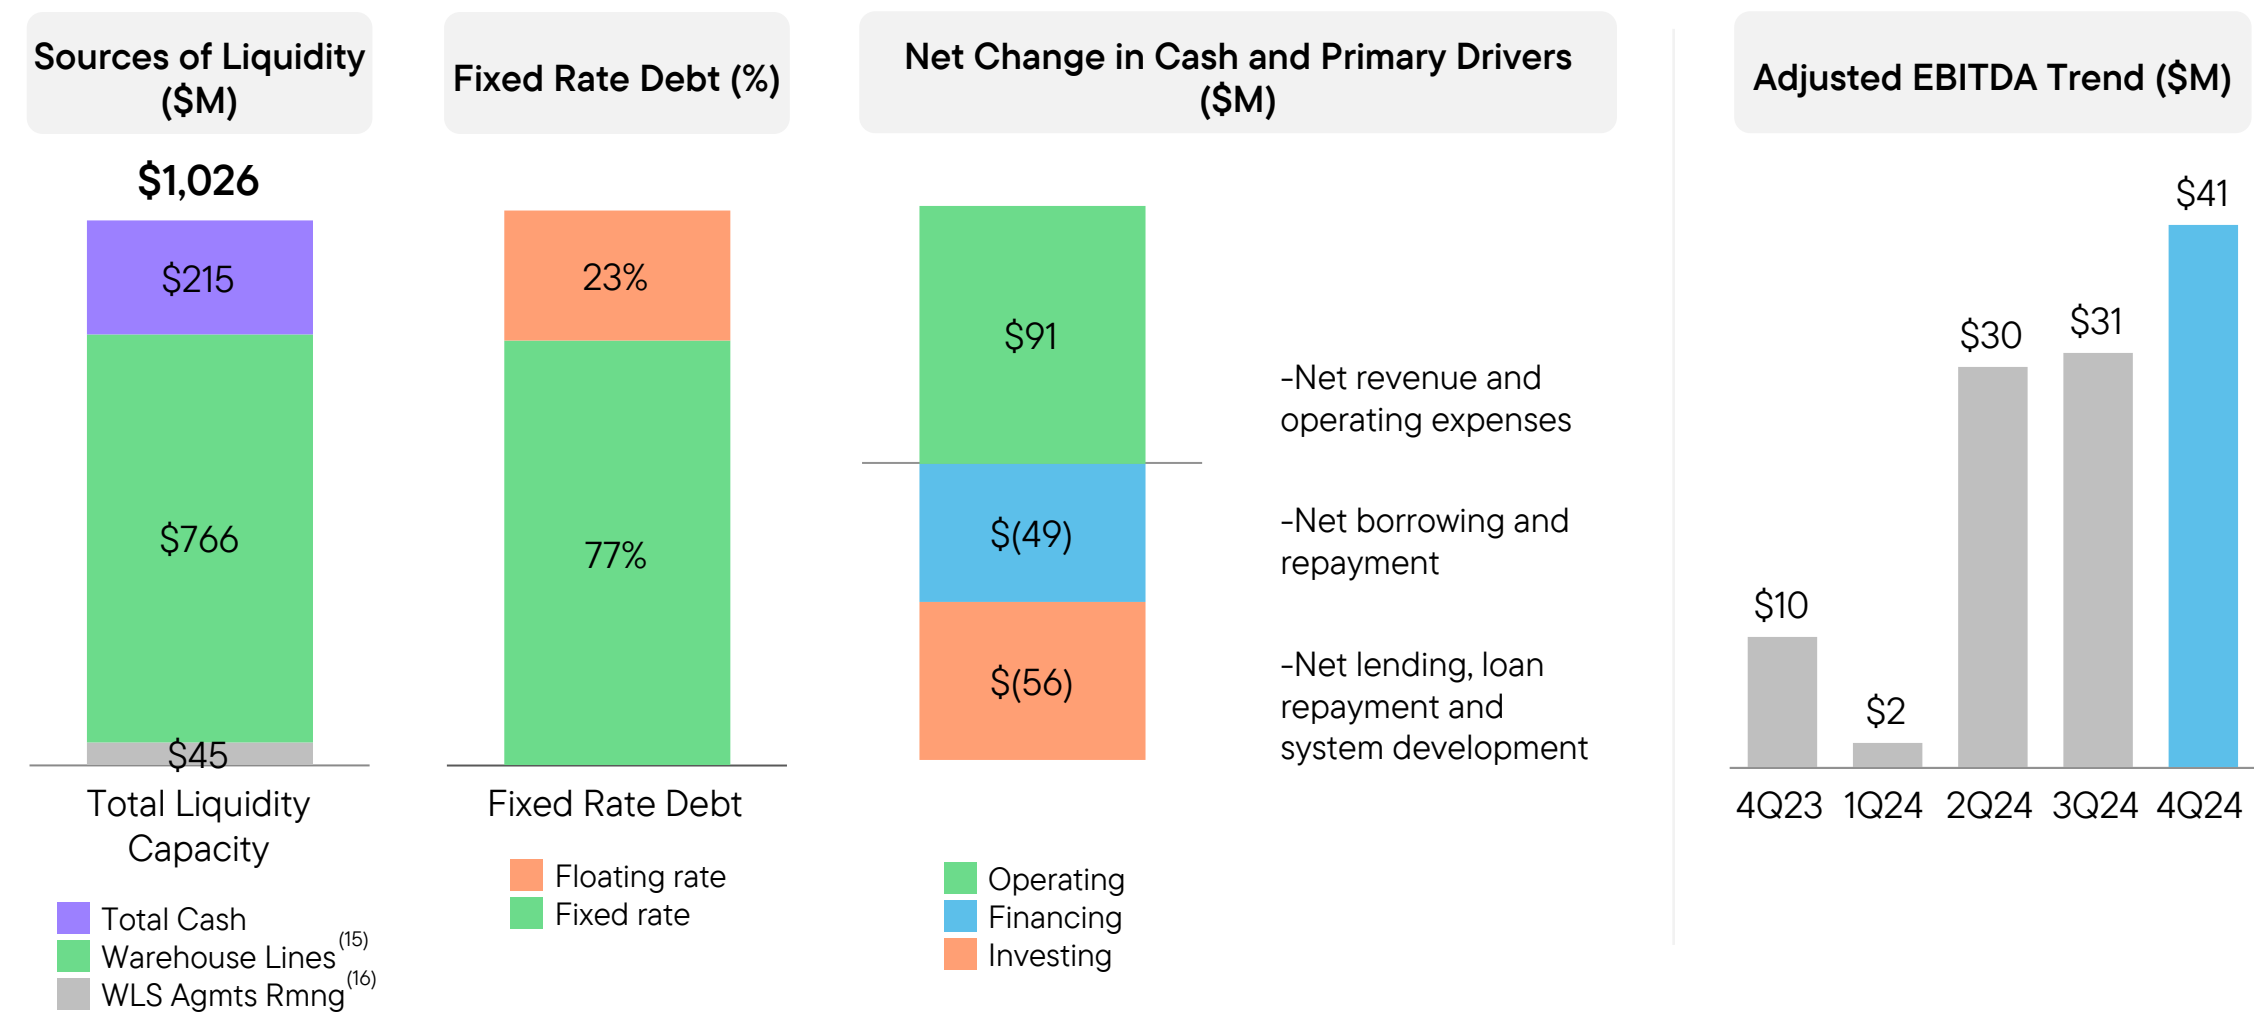 Sources of Liquidity
($M)
$1,026
$215
$766
$45
Total Liquidity
Capacity
Total Cash
Warehouse Lines(15)
WLS Agmts Rmng(16)
Fixed Rate Debt (%)
23%
77%
Fixed Rate Debt
Floating rate
Fixed rate
Net Change in Cash and Primary Drivers
($M)
$91
$(49)
$(56)
-Net revenue and
operating expenses
-Net borrowing and
repayment
-Net lending, loan
repayment and
system development
Operating
Financing
Investing
Adjusted EBITDA Trend ($M)
$10
$2
$30
$31
$41
4Q23 1Q24 2Q24 3Q24 4Q24